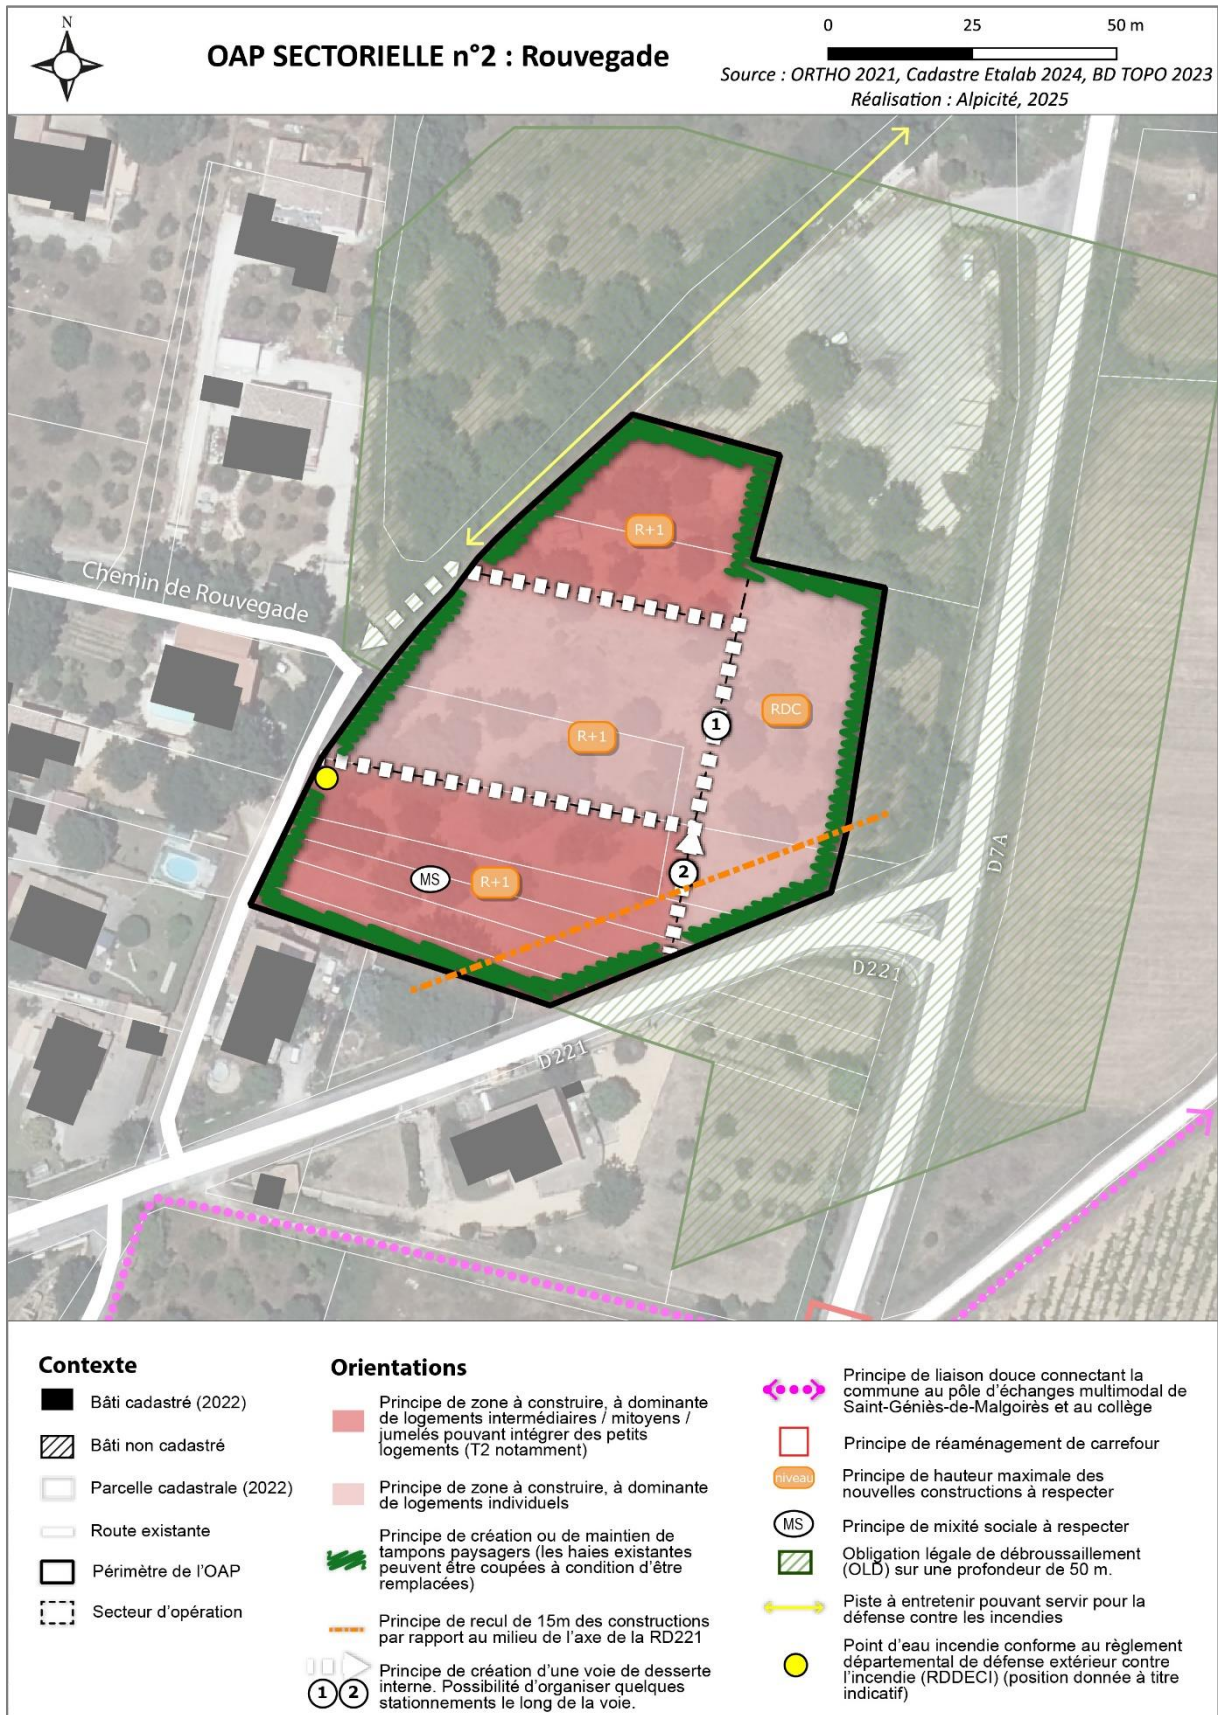 N
OAP SECTORIELLE n°2 : Rouvegade
0 25 50 m
Source : ORTHO 2021, Cadastre Etalab 2024, BD TOPO 2023
Réalisation : Alpicité, 2025
R+1
Chemin de Rouvegade
RDC
1
R+1
D7A
2
MS
R+1
D221
D221
Contexte
Bâti cadastré (2022)
Bâti non cadastré
Parcelle cadastrale (2022)
Route existante
Périmètre de l'OAP
Secteur d'opération
Orientations
Principe de zone à construire, à dominante
de logements intermédiaires / mitoyens /
jumelés pouvant intégrer des petits
logements (T2 notamment)
Principe de zone à construire, à dominante
de logements individuels
Principe de création ou de maintien de
tampons paysagers (les haies existantes
peuvent être coupées à condition d'être
remplacées)
Principe de recul de 15m des constructions
par rapport au milieu de l'axe de la RD221
1 2
Principe de création d'une voie de desserte
interne. Possibilité d'organiser quelques
stationnements le long de la voie.
Principe de liaison douce connectant la
commune au pôle d'échanges multimodal de
Saint-Géniès-de-Malgoirès et au collège
Principe de réaménagement de carrefour
niveau
Principe de hauteur maximale des
nouvelles constructions à respecter
MS
Principe de mixité sociale à respecter
Obligation légale de débroussaillement
(OLD) sur une profondeur de 50 m.
Piste à entretenir pouvant servir pour la
défense contre les incendies
Point d'eau incendie conforme au règlement
départemental de défense extérieur contre
l'incendie (RDDECI) (position donnée à titre
indicatif)